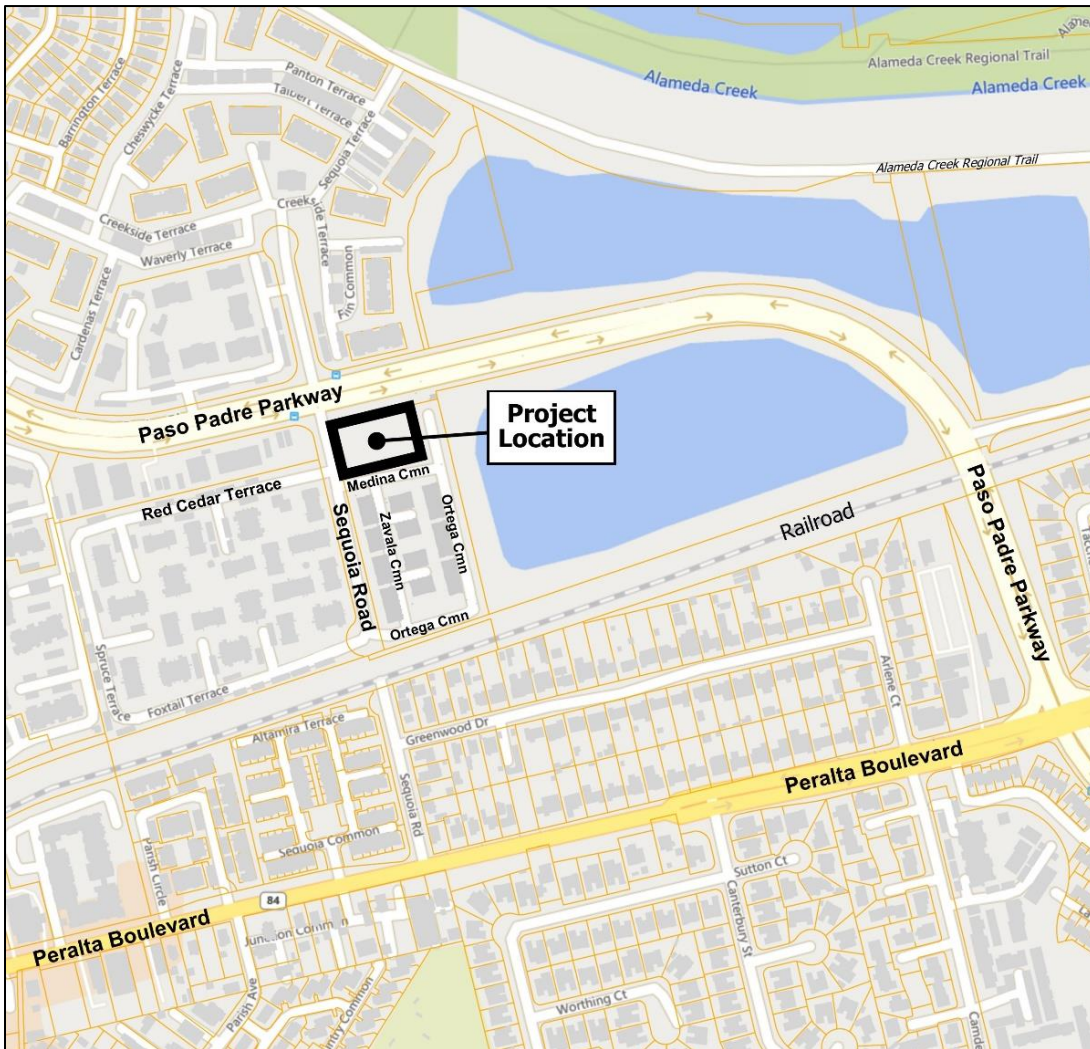 Alameda Creek Regional Trail
Panton Terrace
Barrington Terrace
Cheswycke Terrace
Talbert Terrace
Alameda Creek
Alameda Creek
Sequoia Terrace
Alameda Creek Regional Trail
Creekside Terrace
Creekside Terrace
Waverly Terrace
Cardenas Terrace
Common
Paso Padre Parkway
Project
Location
Medina Cmn
Red Cedar Terrace
Sequoia Road
Zavala Cmn
Ortega Cmn
Railroad
Paso Padre Parkway
Ortega Cmn
Spruce Terrace
Foxtail Terrace
Arlene Ct
Altamira Terrace
Greenwood Dr
Sequoia Rd
Peralta Boulevard
Sequoia Common
Parish Circle
Sutton Ct
84
Canterbury St
Peralta Boulevard
Parish Ave
Worthing Ct